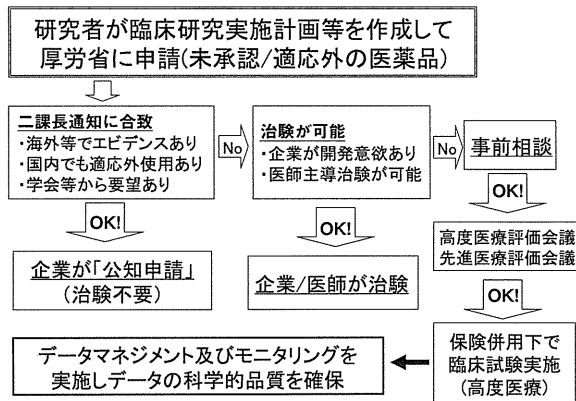 研究者が臨床研究実施計画等を作成して
厚労省に申請(未承認/適応外の医薬品)
二課長通知に合致
・海外等でエビデンスあり
・国内でも適応外使用あり
・学会等から要望あり
No
治験が可能
・企業が開発意欲あり
・医師主導治験が可能
No
事前相談
OK!
OK!
OK!
企業が「公知申請」
(治験不要)
企業/医師が治験
高度医療評価会議
先進医療評価会議
OK!
データマネジメント及びモニタリングを
実施しデータの科学的品質を確保
保険併用下で
臨床試験実施
(高度医療)